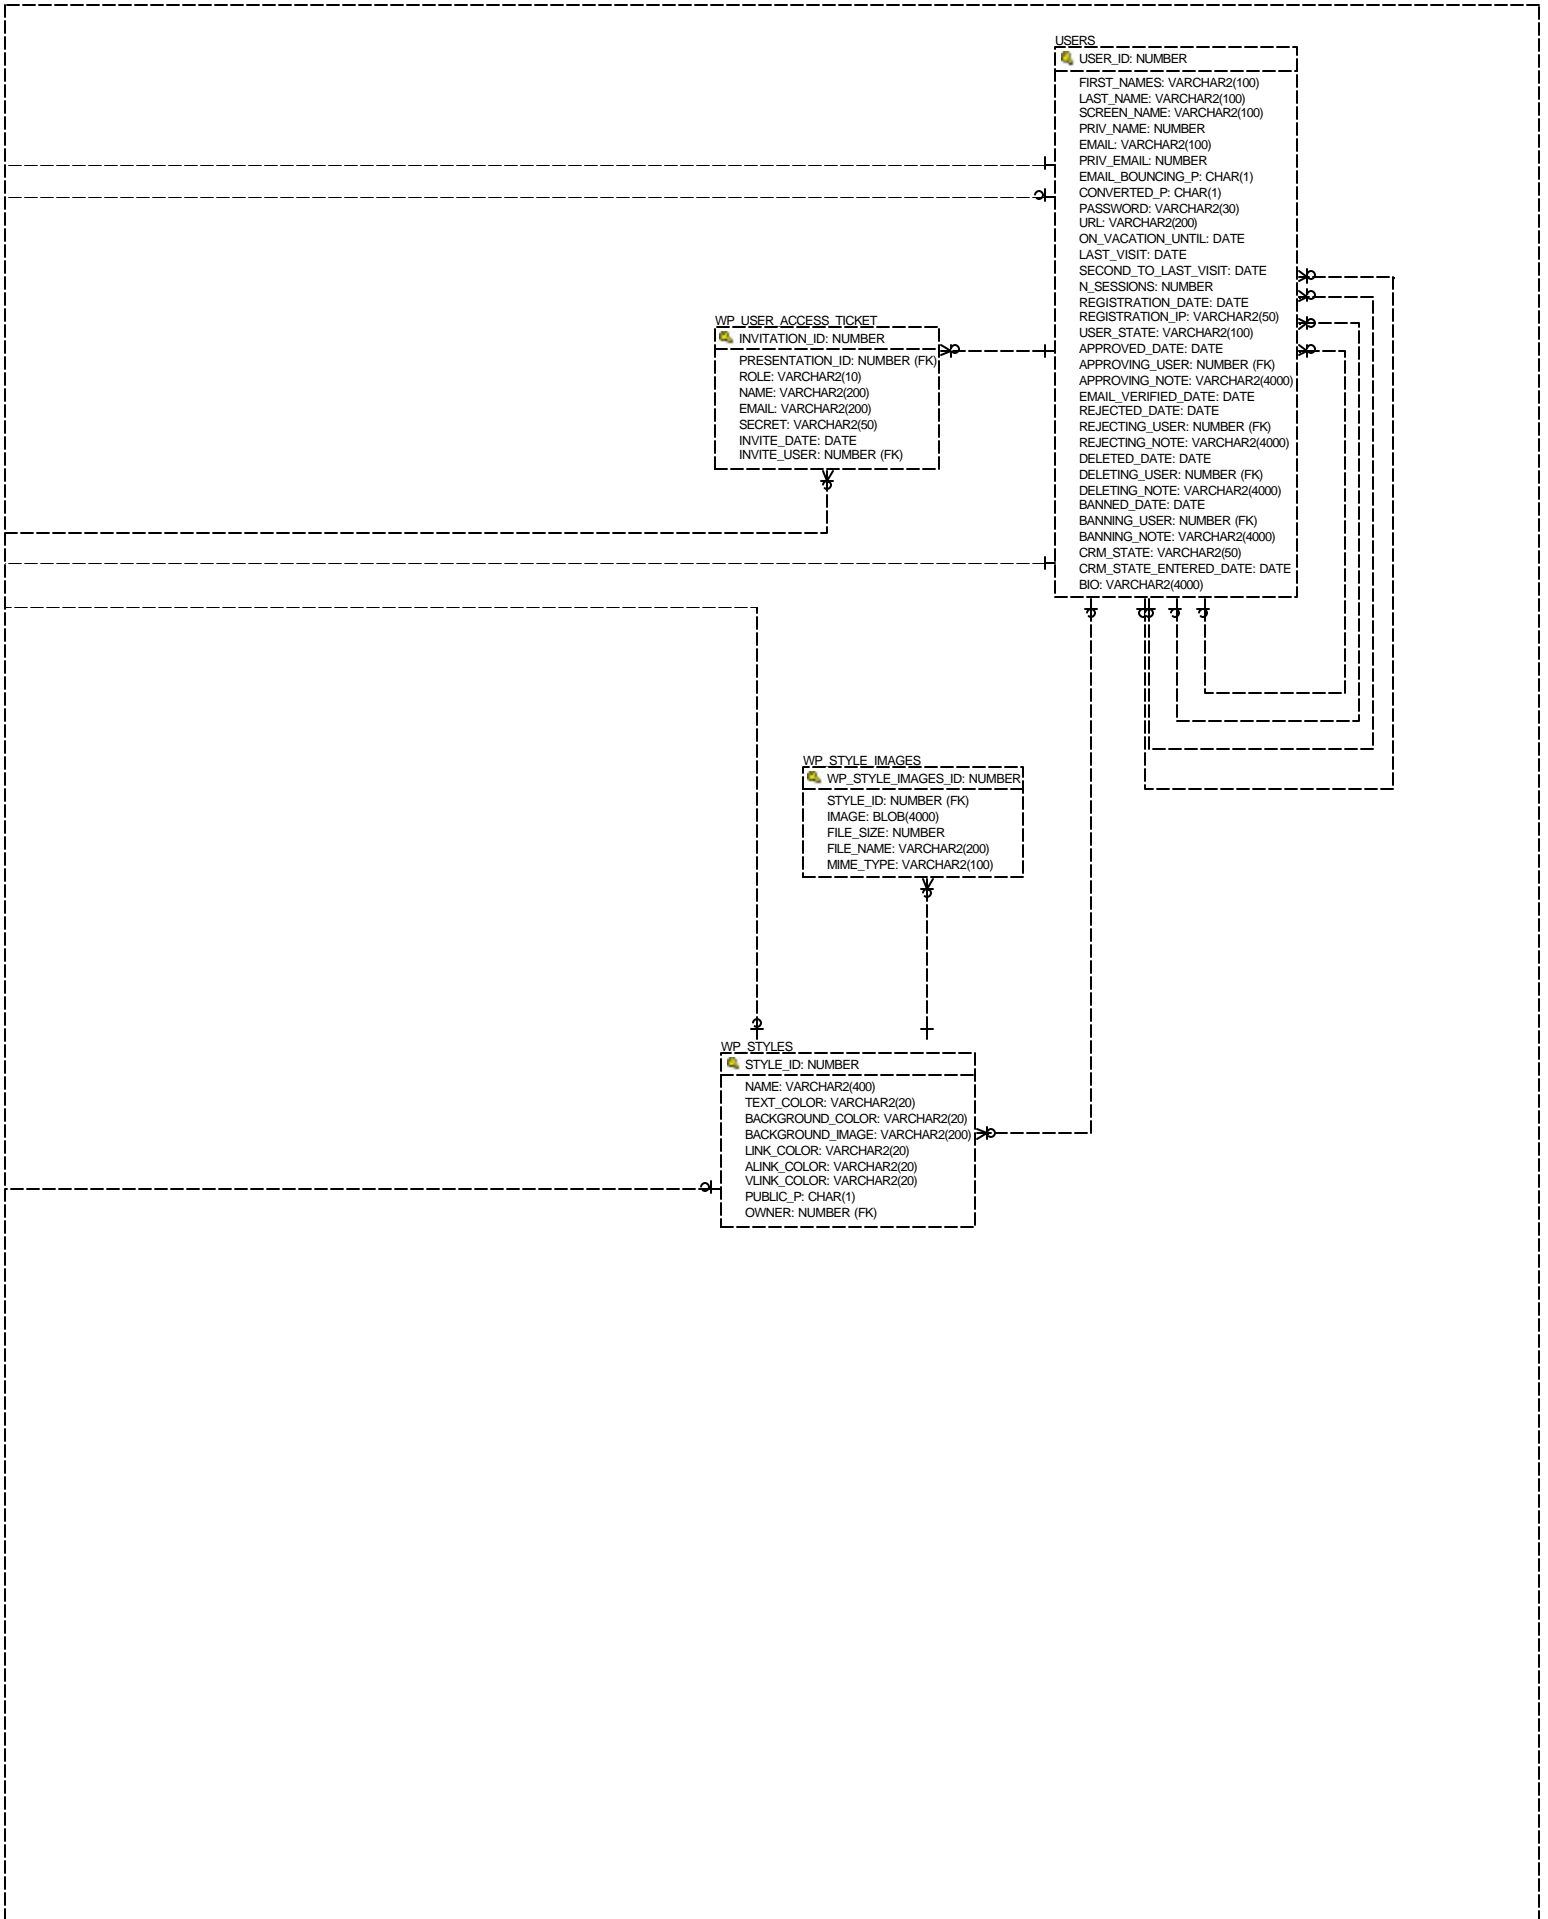 USERS
USER_ID: NUMBER
FIRST_NAMES: VARCHAR2(100)
LAST_NAME: VARCHAR2(100)
SCREEN_NAME: VARCHAR2(100)
PRIV_NAME: NUMBER
EMAIL: VARCHAR2(100)
PRIV_EMAIL: NUMBER
EMAIL_BOUNCING_P: CHAR(1)
CONVERTED_P: CHAR(1)
PASSWORD: VARCHAR2(30)
URL: VARCHAR2(200)
ON_VACATION_UNTIL: DATE
LAST_VISIT: DATE
SECOND_TO_LAST_VISIT: DATE
N_SESSIONS: NUMBER
REGISTRATION_DATE: DATE
REGISTRATION_IP: VARCHAR2(50)
USER_STATE: VARCHAR2(100)
APPROVED_DATE: DATE
APPROVING_USER: NUMBER (FK)
APPROVING_NOTE: VARCHAR2(4000)
EMAIL_VERIFIED_DATE: DATE
REJECTED_DATE: DATE
REJECTING_USER: NUMBER (FK)
REJECTING_NOTE: VARCHAR2(4000)
DELETED_DATE: DATE
DELETING_USER: NUMBER (FK)
DELETING_NOTE: VARCHAR2(4000)
BANNED_DATE: DATE
BANNING_USER: NUMBER (FK)
BANNING_NOTE: VARCHAR2(4000)
CRM_STATE: VARCHAR2(50)
CRM_STATE_ENTERED_DATE: DATE
BIO: VARCHAR2(4000)
WP_USER_ACCESS_TICKET
INVITATION_ID: NUMBER
PRESENTATION_ID: NUMBER (FK)
ROLE: VARCHAR2(10)
NAME: VARCHAR2(200)
EMAIL: VARCHAR2(200)
SECRET: VARCHAR2(50)
INVITE_DATE: DATE
INVITE_USER: NUMBER (FK)
WP_STYLE_IMAGES
WP_STYLE_IMAGES_ID: NUMBER
STYLE_ID: NUMBER (FK)
IMAGE: BLOB(4000)
FILE_SIZE: NUMBER
FILE_NAME: VARCHAR2(200)
MIME_TYPE: VARCHAR2(100)
WP_STYLES
STYLE_ID: NUMBER
NAME: VARCHAR2(400)
TEXT_COLOR: VARCHAR2(20)
BACKGROUND_COLOR: VARCHAR2(20)
BACKGROUND_IMAGE: VARCHAR2(200)
LINK_COLOR: VARCHAR2(20)
ALINK_COLOR: VARCHAR2(20)
VLINK_COLOR: VARCHAR2(20)
PUBLIC_P: CHAR(1)
OWNER: NUMBER (FK)